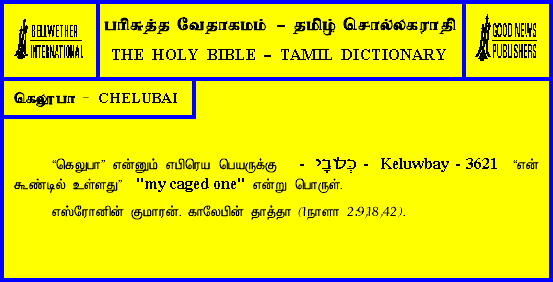 BELLWETHER
INTERNATIONAL
பரிசுத்த வேதாகமம் – தமிழ் சொல்லகராதி
THE HOLY BIBLE – TAMIL DICTIONARY
GOOD NEWS
PUBLISHERS
கெலூபா – CHELUBAI
“கெலுபா” என்னும் எபிரெய பெயருக்கு - כְּלוּבָי - Keluwbay - 3621 “என்
கூண்டில் உள்ளது” "my caged one" என்று பொருள்.
எஸ்ரோனின் குமாரன். காலேபின் தாத்தா (1நாளா 2:9,18,42).